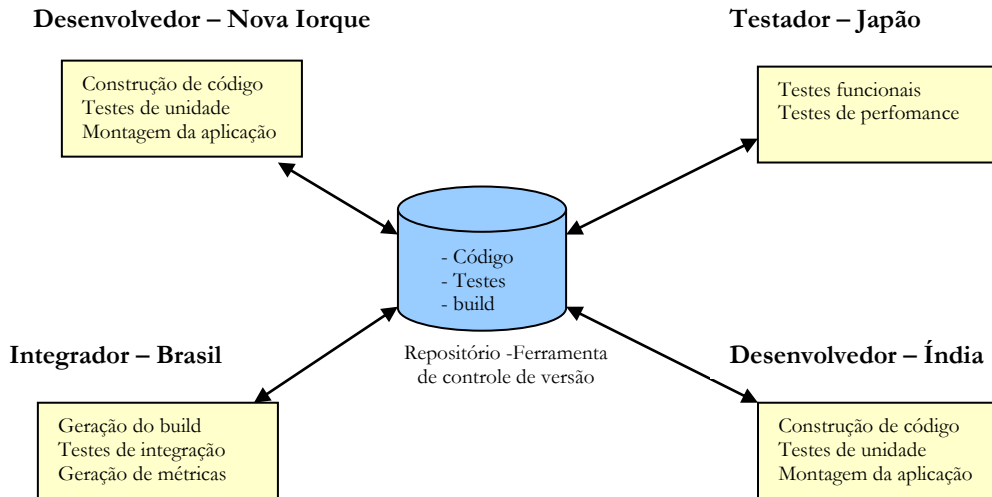 Desenvolvedor – Nova Iorque
Construção de código
Testes de unidade
Montagem da aplicação
Testador – Japão
Testes funcionais
Testes de perfomance
- Código
- Testes
- build
Repositório -Ferramenta
de controle de versão
Integrador – Brasil
Geração do build
Testes de integração
Geração de métricas
Desenvolvedor – Índia
Construção de código
Testes de unidade
Montagem da aplicação